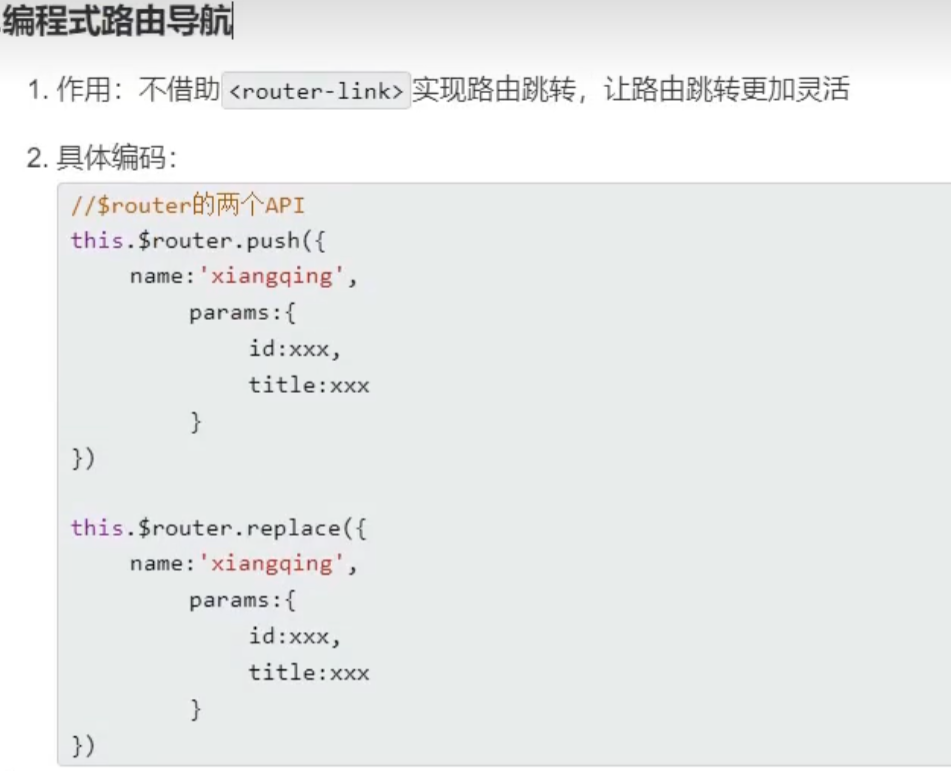 编程式路由导航
1. 作用：不借助<router-link>实现路由跳转，让路由跳转更加灵活
2. 具体编码：
//$router的两个API
this.$router.push({
name:'xiangqing',
params:{
id:xxx,
title:xxx
}
})
this.$router.replace({
name:'xiangqing',
params:{
id:xxx,
title:xxx
}
})